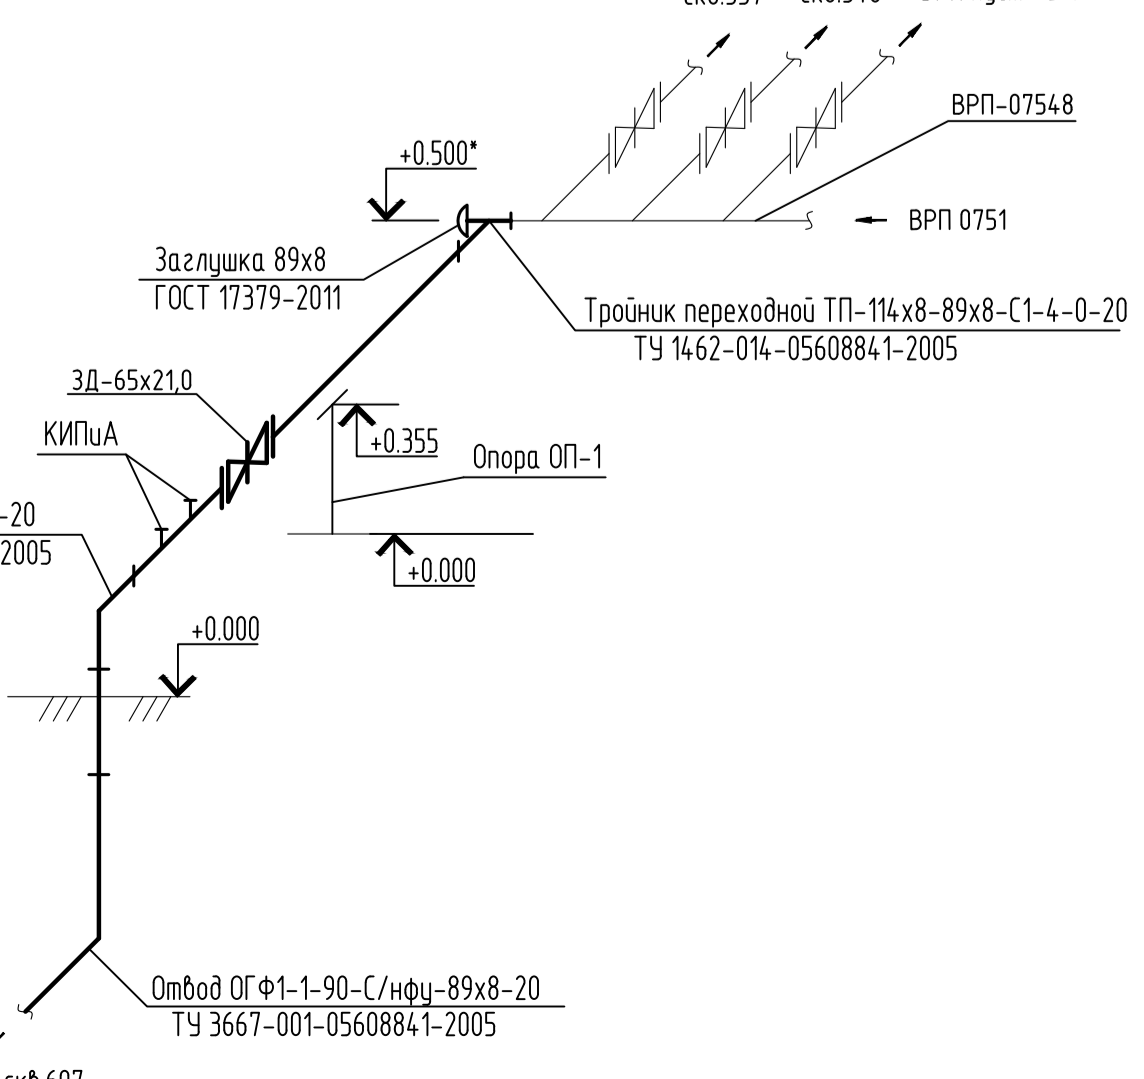 ВРП-07548
+0.500*
ВРП 0751
Заглушка 89х8
ГОСТ 17379-2011
Тройник переходной ТП-114х8-89х8-С1-4-0-20
ТУ 1462-014-05608841-2005
ЗД-65х21,0
КИПиА
+0.355
Опора ОП-1
-20
2005
+0.000
+0.000
Отвод ОГФ1-1-90-С/нфу-89х8-20
ТУ 3667-001-05608841-2005